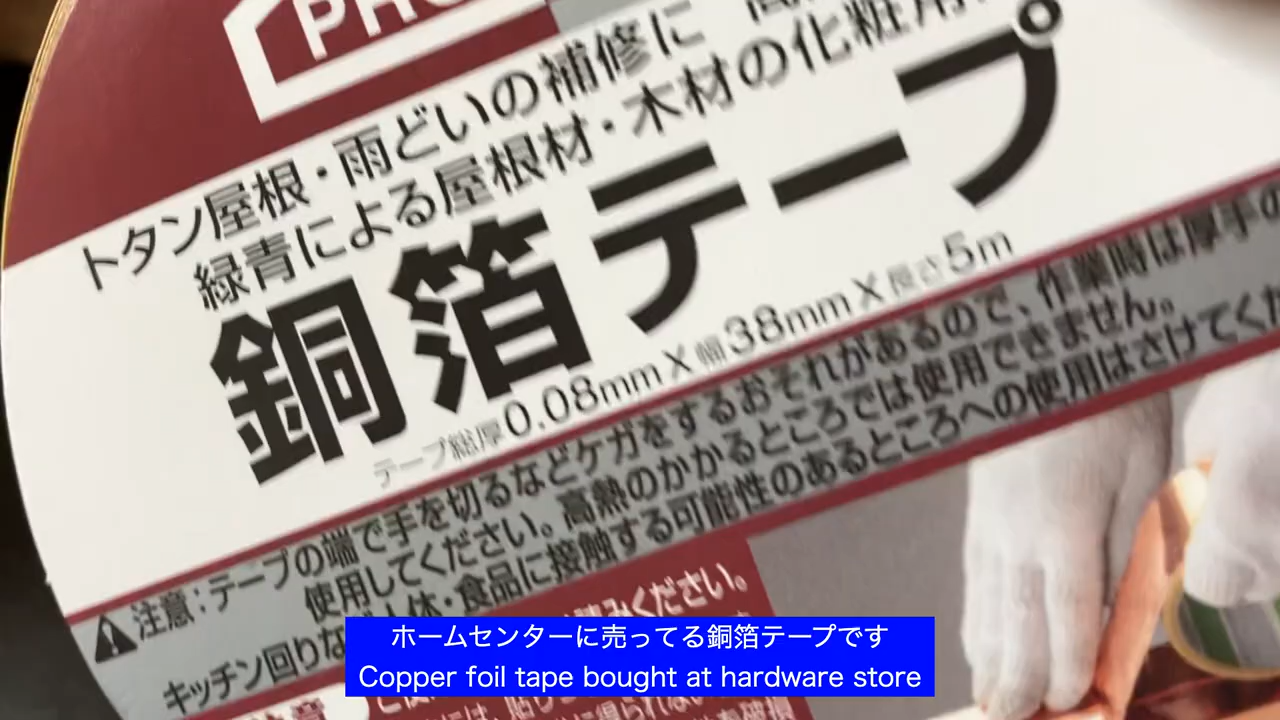 PRO
トタン屋根・雨どいの補修に
緑青による屋根材・木材の化粧用
銅箔テープ
テープ総厚0.08mm×幅38mm×長さ5m
注意：テープの端で手を切るなどケガをするおそれがあるので、作業時は厚手の
使用してください。高熱のかかるところでは使用できません。
キッチン回りな 人体・食品に接触する可能性のあるところへの使用はさけてくだ
読みください。
ホームセンターに売ってる銅箔テープです
Copper foil tape bought at hardware store